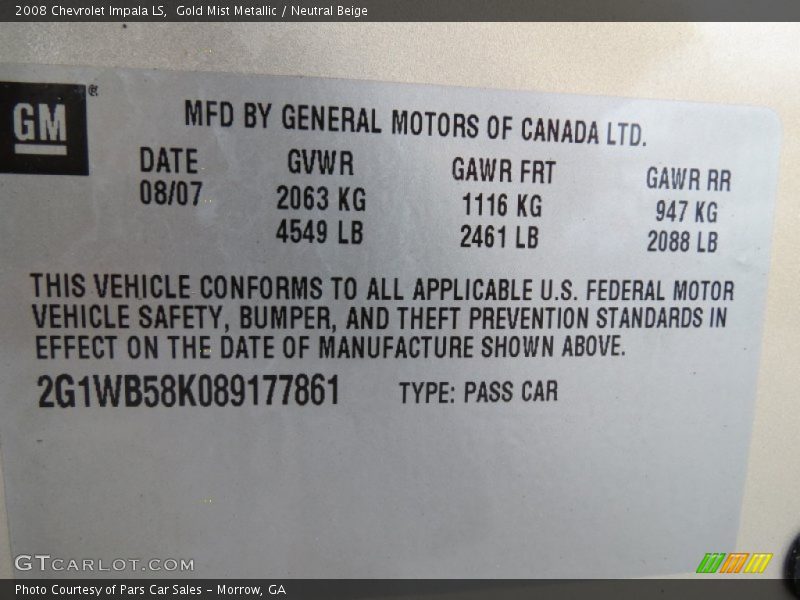 2008 Chevrolet Impala LS, Gold Mist Metallic / Neutral Beige
GM®
MFD BY GENERAL MOTORS OF CANADA LTD.
DATE GVWR GAWR FRT GAWR RR
08/07 2063 KG 1116 KG 947 KG
4549 LB 2461 LB 2088 LB
THIS VEHICLE CONFORMS TO ALL APPLICABLE U.S. FEDERAL MOTOR
VEHICLE SAFETY, BUMPER, AND THEFT PREVENTION STANDARDS IN
EFFECT ON THE DATE OF MANUFACTURE SHOWN ABOVE.
2G1WB58K089177861 TYPE: PASS CAR
GTCARLOT.COM
Photo Courtesy of Pars Car Sales - Morrow, GA